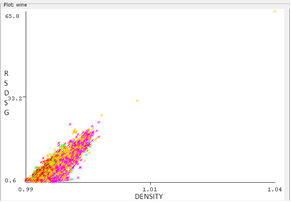 Plot: wine
65.8
R
S
D
S
G
33.2
0.6
0.99
1.01
1.04
DENSITY